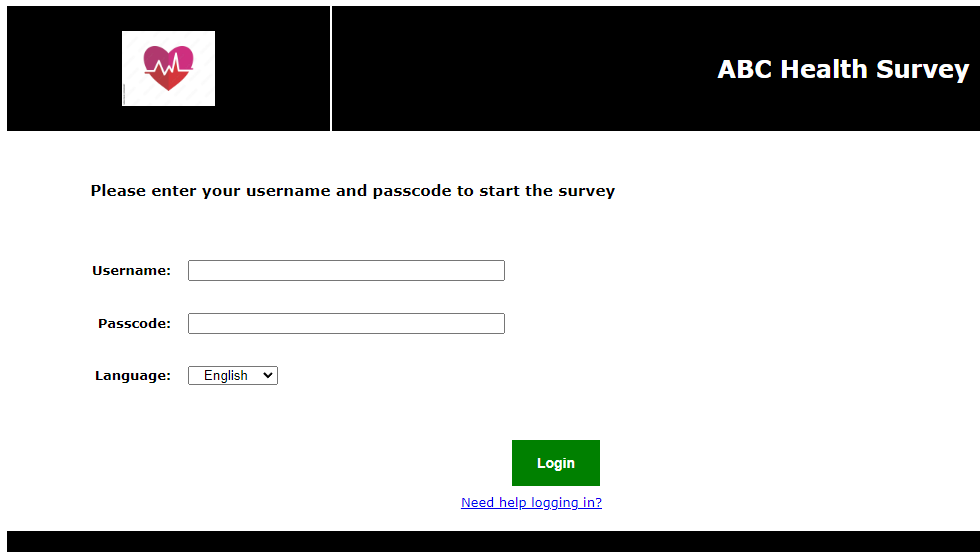 ABC Health Survey
Please enter your username and passcode to start the survey
Username:
Passcode:
Language: English
Login
Need help logging in?